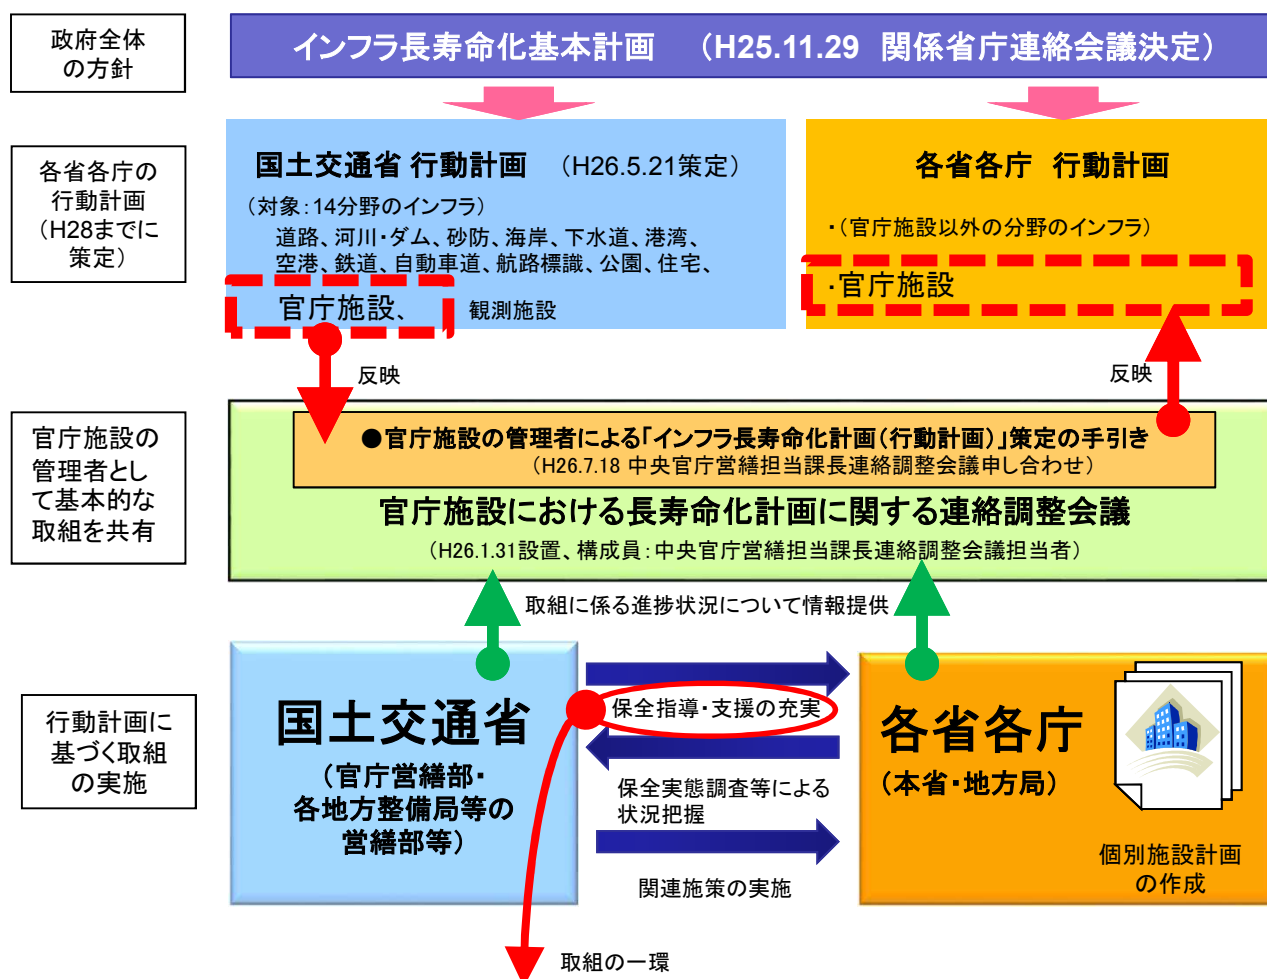 政府全体
の方針
インフラ長寿命化基本計画　（H25.11.29　関係省庁連絡会議決定）
各省各庁の
行動計画
（H28までに
策定）
国土交通省 行動計画　（H26.5.21策定）
（対象：14分野のインフラ）
道路、河川・ダム、砂防、海岸、下水道、港湾、
空港、鉄道、自動車道、航路標識、公園、住宅、
官庁施設、　観測施設
各省各庁　行動計画
・（官庁施設以外の分野のインフラ）
・官庁施設
反映
反映
官庁施設の
管理者とし
て基本的な
取組を共有
●官庁施設の管理者による「インフラ長寿命化計画（行動計画）」策定の手引き
（H26.7.18 中央官庁営繕担当課長連絡調整会議申し合わせ）
官庁施設における長寿命化計画に関する連絡調整会議
（H26.1.31設置、構成員：中央官庁営繕担当課長連絡調整会議担当者）
取組に係る進捗状況について情報提供
行動計画に
基づく取組
の実施
国土交通省
（官庁営繕部・
各地方整備局等の
営繕部等）
保全指導・支援の充実
保全実態調査等による
状況把握
関連施策の実施
各省各庁
（本省・地方局）
個別施設計画
の作成
取組の一環